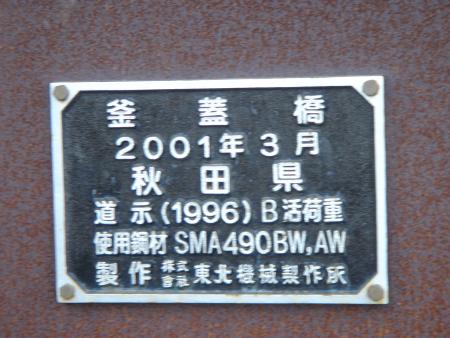 釜蓋橋
2001年3月
秋田県
道示(1996)B活荷重
使用鋼材 SMA490BW,AW
製作 株式会社 東北機械製作所